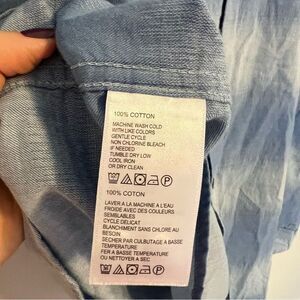 100% COTTON
MACHINE WASH COLD
WITH LIKE COLORS
GENTLE CYCLE
NON CHLORINE BLEACH
IF NEEDED
TUMBLE DRY LOW
COOL IRON
OR DRY CLEAN
100% COTON
LAVER A LA MACHINE A L'EAU
FROIDE AVEC DES COULEURS
SEMBLABLES
CYCLE DELICAT
BLANCHIMENT SANS CHLORE AU
BESOIN
SECHER PAR CULBUTAGE A BASSE
TEMPERATURE
FER A BASSE TEMPERATURE
OU NETTOYER A SEC